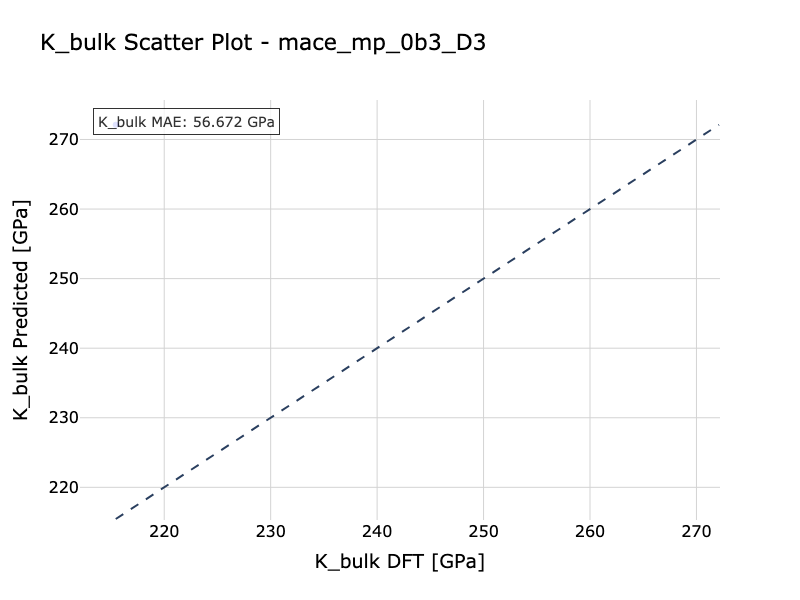 K_bulk Scatter Plot - mace_mp_0b3_D3
K_bulk MAE: 56.672 GPa
270
260
250
240
230
220
K_bulk Predicted [GPa]
220 230 240 250 260 270
K_bulk DFT [GPa]